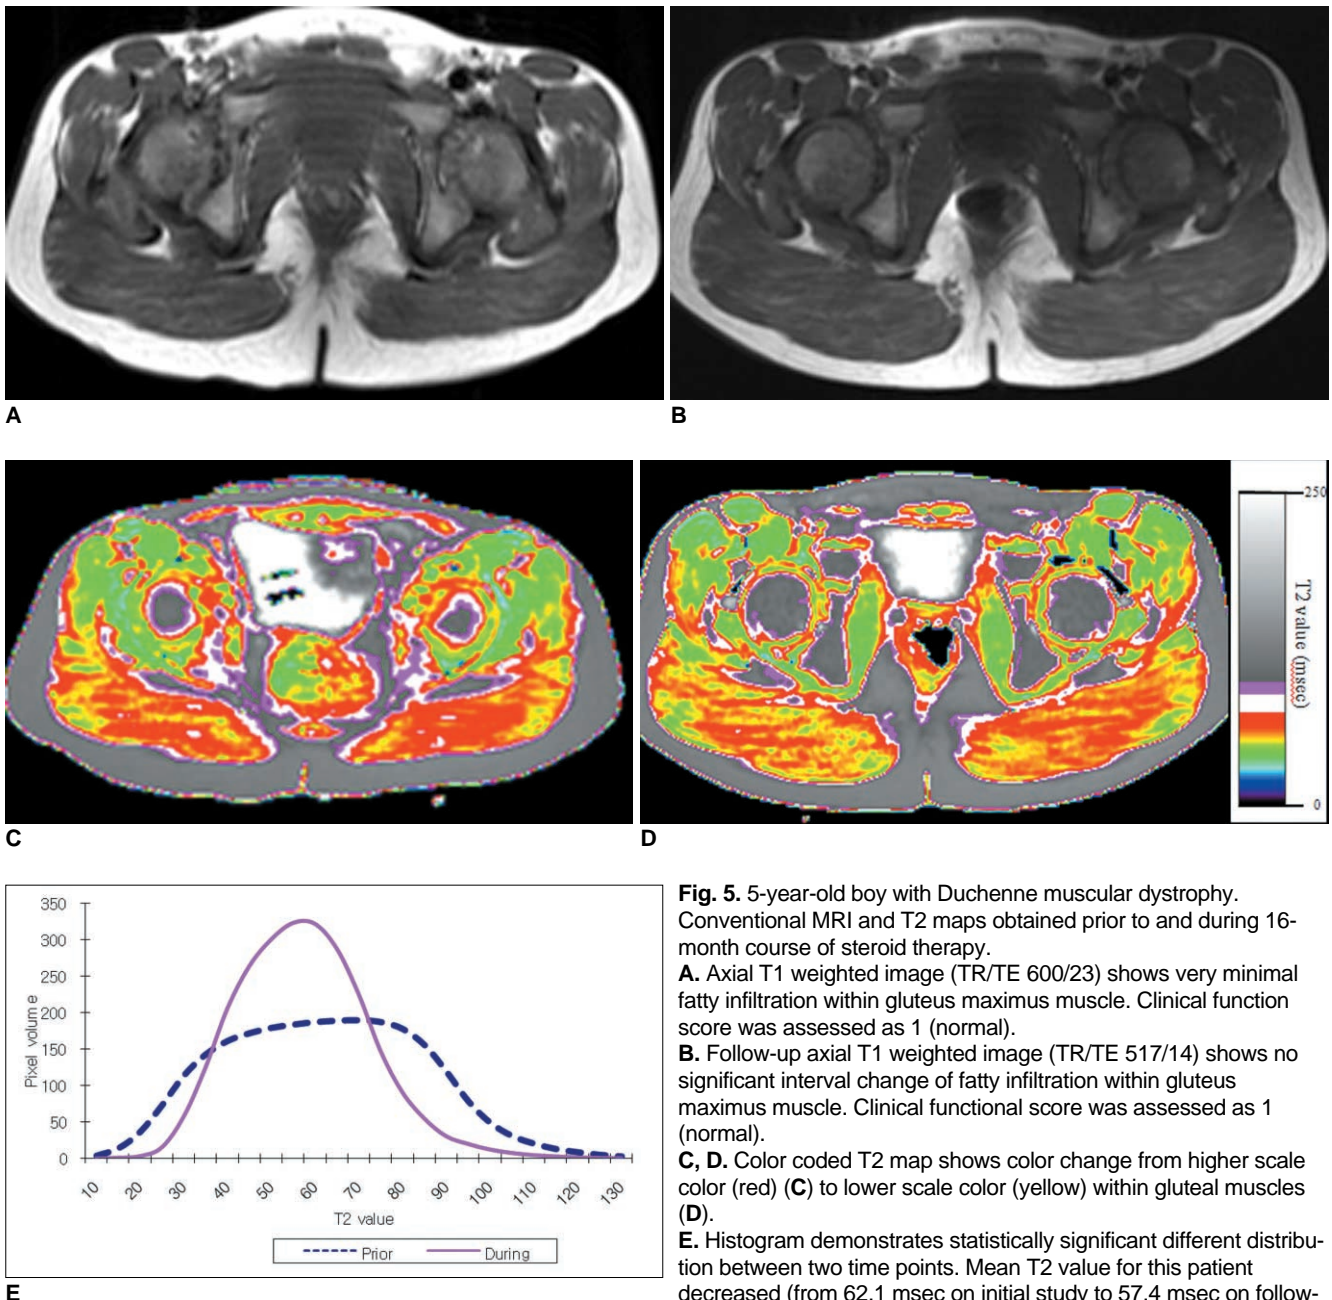 A
B
250
T2 value (msec)
0
C
D
350
300
250
200
150
100
50
0
Pixel volume
10 20 30 40 50 60 70 80 90 100 110 120 130
T2 value
Prior During
E
Fig. 5. 5-year-old boy with Duchenne muscular dystrophy.
Conventional MRI and T2 maps obtained prior to and during 16-
month course of steroid therapy.
A. Axial T1 weighted image (TR/TE 600/23) shows very minimal
fatty infiltration within gluteus maximus muscle. Clinical function
score was assessed as 1 (normal).
B. Follow-up axial T1 weighted image (TR/TE 517/14) shows no
significant interval change of fatty infiltration within gluteus
maximus muscle. Clinical functional score was assessed as 1
(normal).
C, D. Color coded T2 map shows color change from higher scale
color (red) (C) to lower scale color (yellow) within gluteal muscles
(D).
E. Histogram demonstrates statistically significant different distribu-
tion between two time points. Mean T2 value for this patient
decreased (from 62.1 msec on initial study to 57.4 msec on follow-